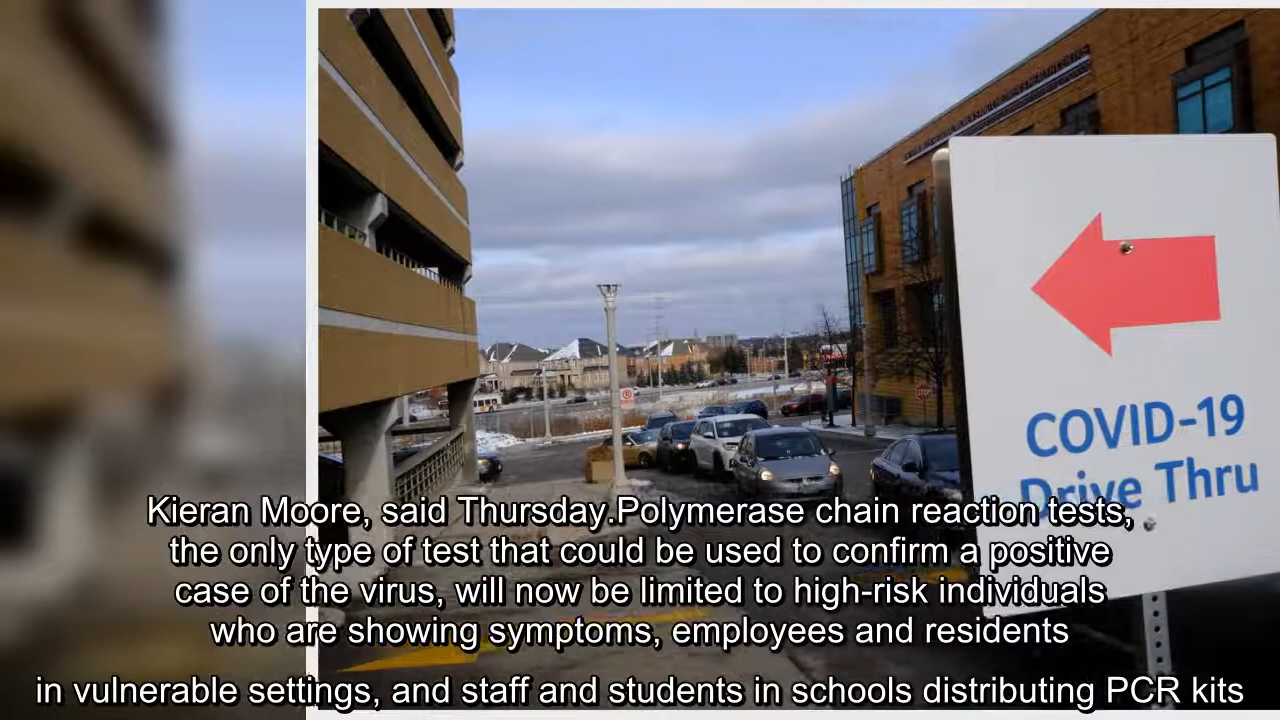 COVID-19
Drive Thru
Kieran Moore, said Thursday.Polymerase chain reaction tests,
the only type of test that could be used to confirm a positive
case of the virus, will now be limited to high-risk individuals
who are showing symptoms, employees and residents
in vulnerable settings, and staff and students in schools distributing PCR kits